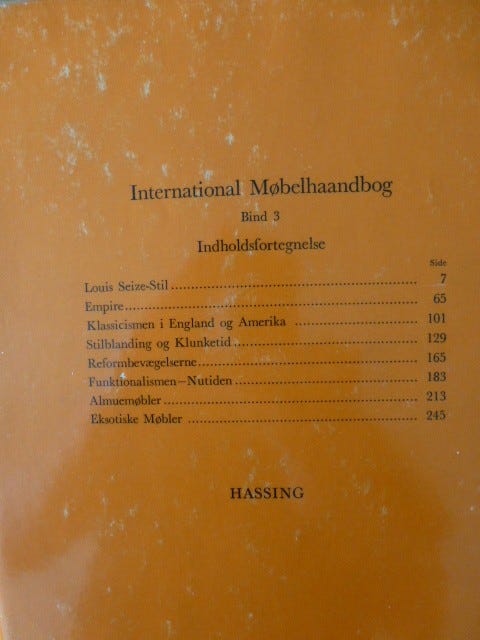 International Møbelhaandbog
Bind 3
Indholdsfortegnelse
Side
Louis Seize-Stil ........................................................ 7
Empire ........................................................ 65
Klassicismen i England og Amerika ........................................................ 101
Stilblanding og Klunketid ........................................................ 129
Reformbevægelserne ........................................................ 165
Funktionalismen–Nutiden ........................................................ 183
Almuemøbler ........................................................ 213
Eksotiske Møbler ........................................................ 245
HASSING